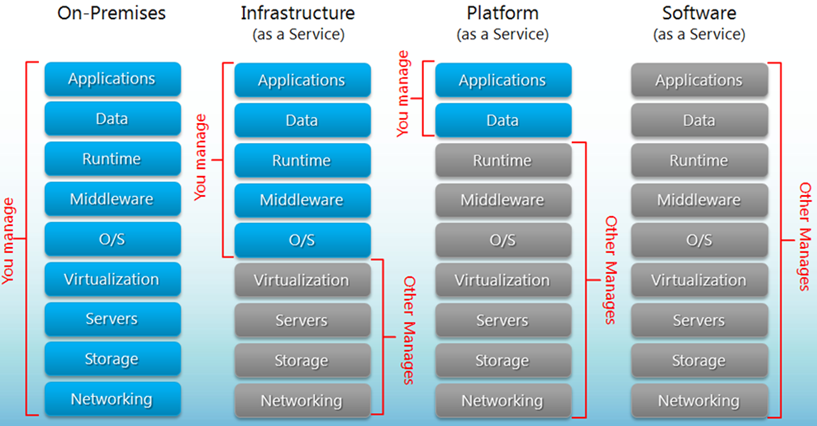 On-Premises
Infrastructure
(as a Service)
Platform
(as a Service)
Software
(as a Service)
You manage
Applications
Data
Runtime
Middleware
O/S
Virtualization
Servers
Storage
Networking
You manage
Applications
Data
Runtime
Middleware
O/S
Virtualization
Servers
Storage
Networking
Other Manages
You manage
Applications
Data
Runtime
Middleware
O/S
Virtualization
Servers
Storage
Networking
Other Manages
Applications
Data
Runtime
Middleware
O/S
Virtualization
Servers
Storage
Networking
Other Manages